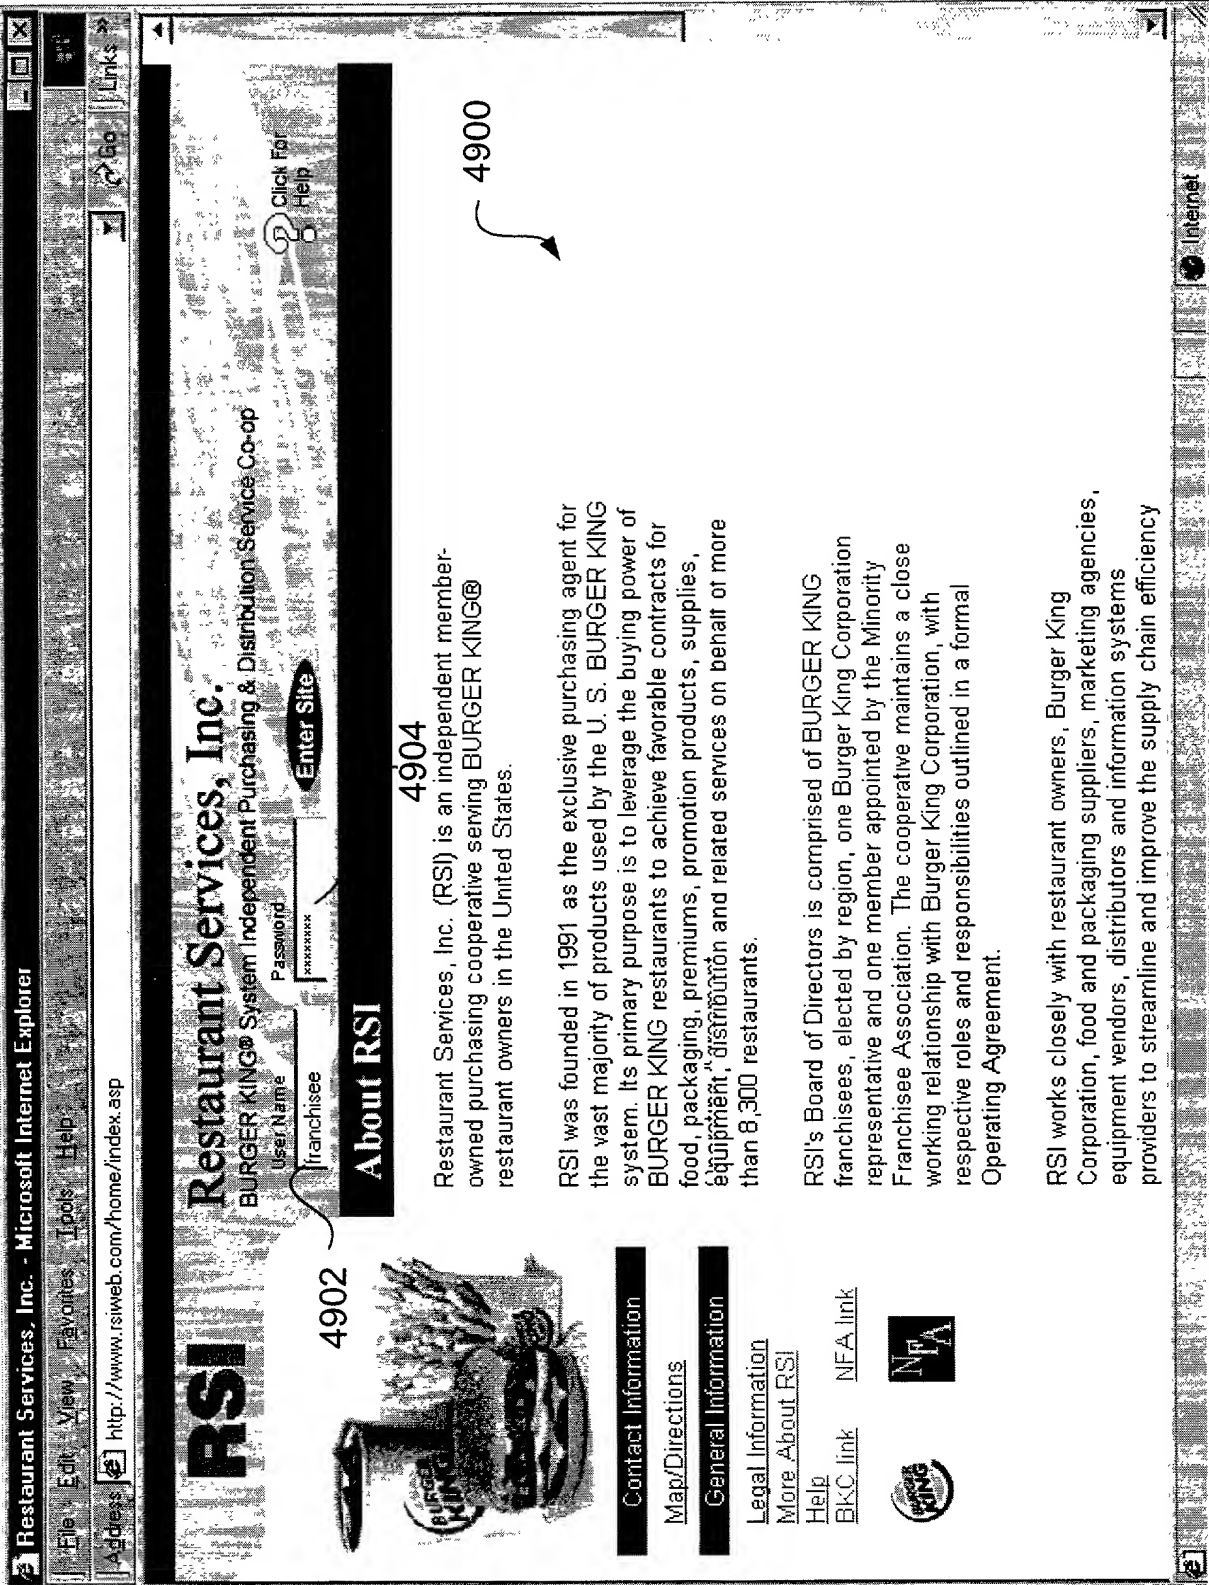 Restaurant Services, Inc. - Microsoft Internet Explorer
File Edit View Favorites Tools Help
Address http://www.rsiweb.com/home/index.asp Go Links »
RSI
Restaurant Services, Inc.
BURGER KING® System Independent Purchasing & Distribution Service Co-op
User Name Password
franchisee xxxxxxxxx Enter Site
? Click For
Help
About RSI
4902
4904
4900
BURGER
KING
Contact Information
Map/Directions
General Information
Legal Information
More About RSI
Help
BKC link NFA link
BURGER
KING
NFA
Restaurant Services, Inc. (RSI) is an independent member-
owned purchasing cooperative serving BURGER KING®
restaurant owners in the United States.
RSI was founded in 1991 as the exclusive purchasing agent for
the vast majority of products used by the U. S. BURGER KING
system. Its primary purpose is to leverage the buying power of
BURGER KING restaurants to achieve favorable contracts for
food, packaging, premiums, promotion products, supplies,
equipment, distribution and related services on behalf of more
than 8,300 restaurants.
RSI's Board of Directors is comprised of BURGER KING
franchisees, elected by region, one Burger King Corporation
representative and one member appointed by the Minority
Franchisee Association. The cooperative maintains a close
working relationship with Burger King Corporation, with
respective roles and responsibilities outlined in a formal
Operating Agreement.
RSI works closely with restaurant owners, Burger King
Corporation, food and packaging suppliers, marketing agencies,
equipment vendors, distributors and information systems
providers to streamline and improve the supply chain efficiency
Internet